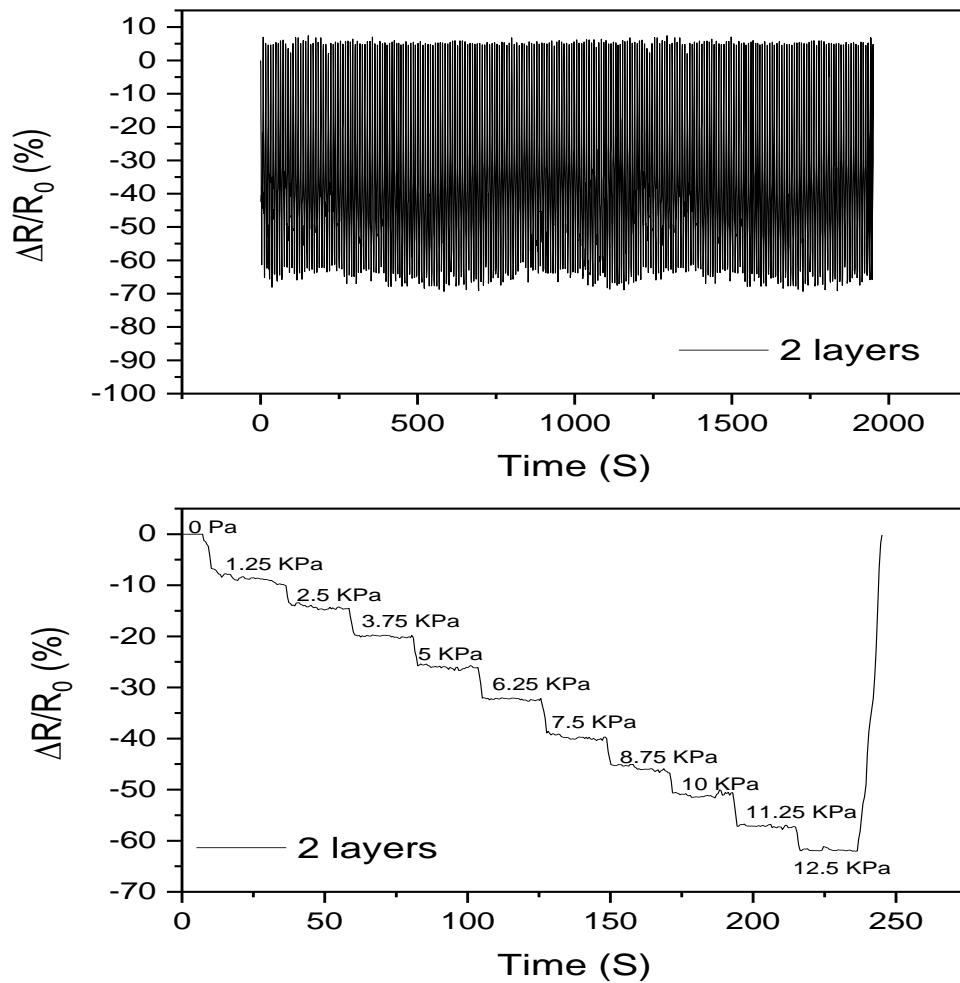 10
0
-10
-20
-30
-40
-50
-60
-70
-80
-90
-100
ΔR/R0 (%)
2 layers
0 500 1000 1500 2000
Time (S)
0
-10
-20
-30
-40
-50
-60
-70
ΔR/R0 (%)
0 Pa
1.25 KPa
2.5 KPa
3.75 KPa
5 KPa
6.25 KPa
7.5 KPa
8.75 KPa
10 KPa
11.25 KPa
12.5 KPa
2 layers
0 50 100 150 200 250
Time (S)